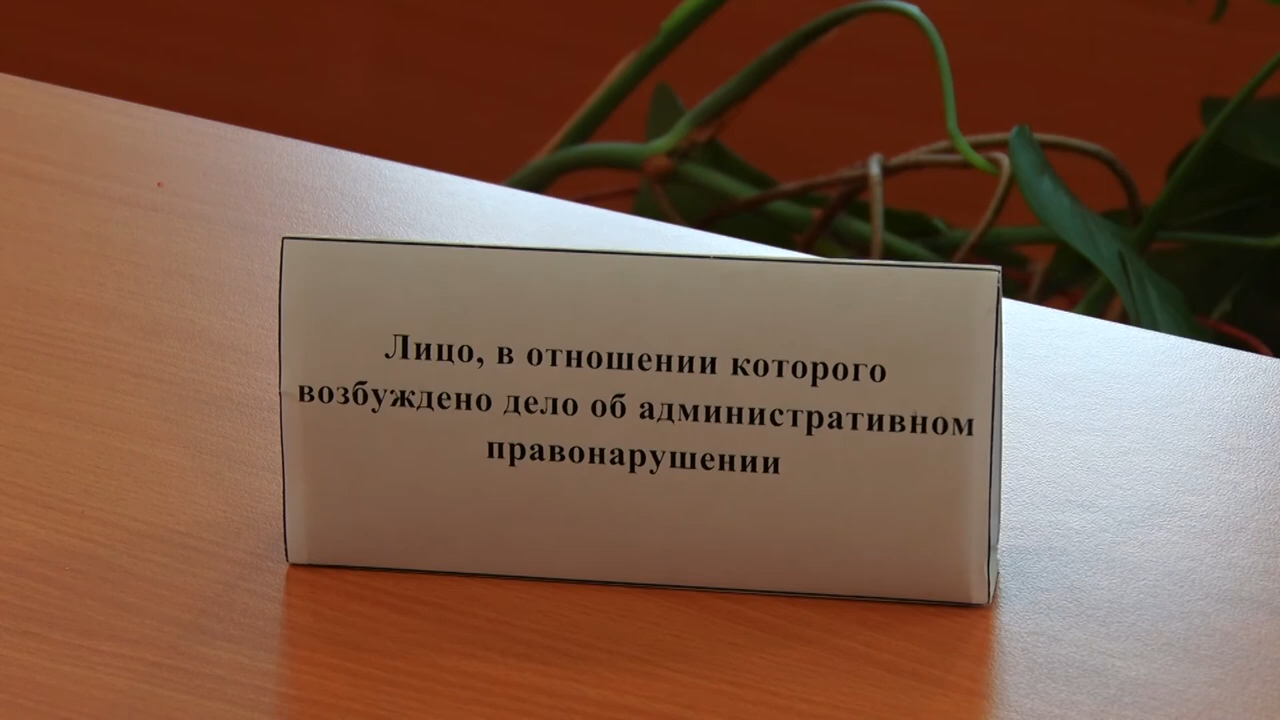 Лицо, в отношении которого
возбуждено дело об административном
правонарушении